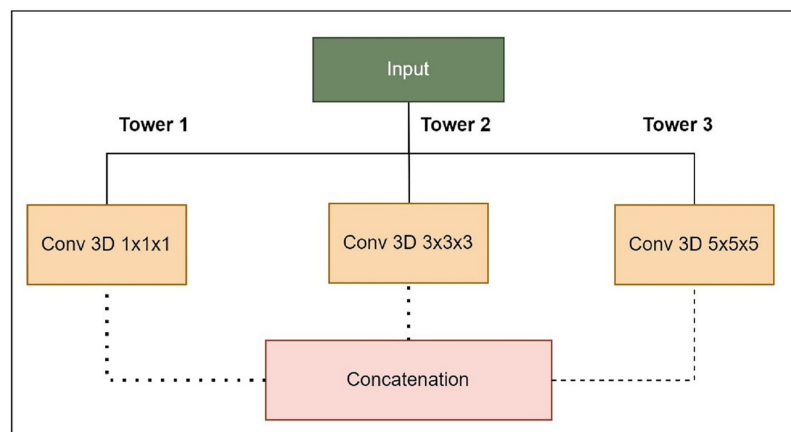 Input
Tower 1
Tower 2
Tower 3
Conv 3D 1x1x1
Conv 3D 3x3x3
Conv 3D 5x5x5
Concatenation